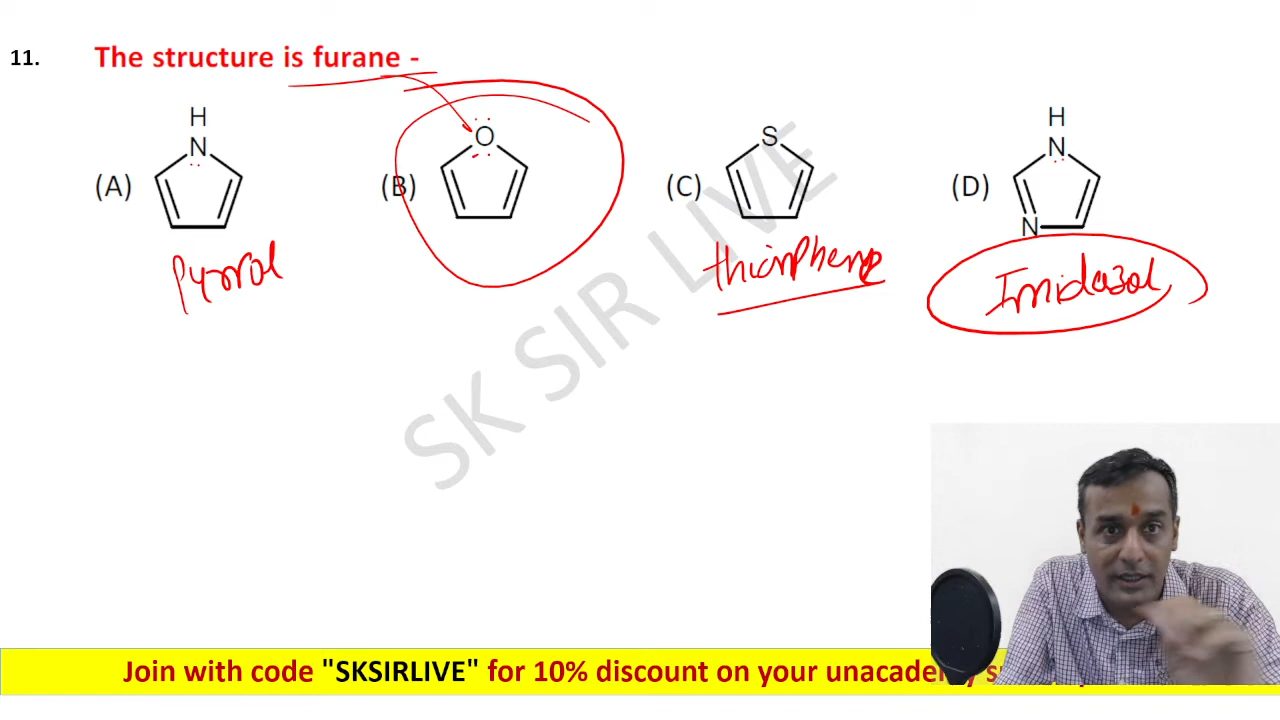 11. The structure is furane -
(A) H N
(B) O
(C) S
(D) H N N
Pyrrol
thiophene
Imidazol
SK SIR LIVE
Join with code "SKSIRLIVE" for 10% discount on your unacademy